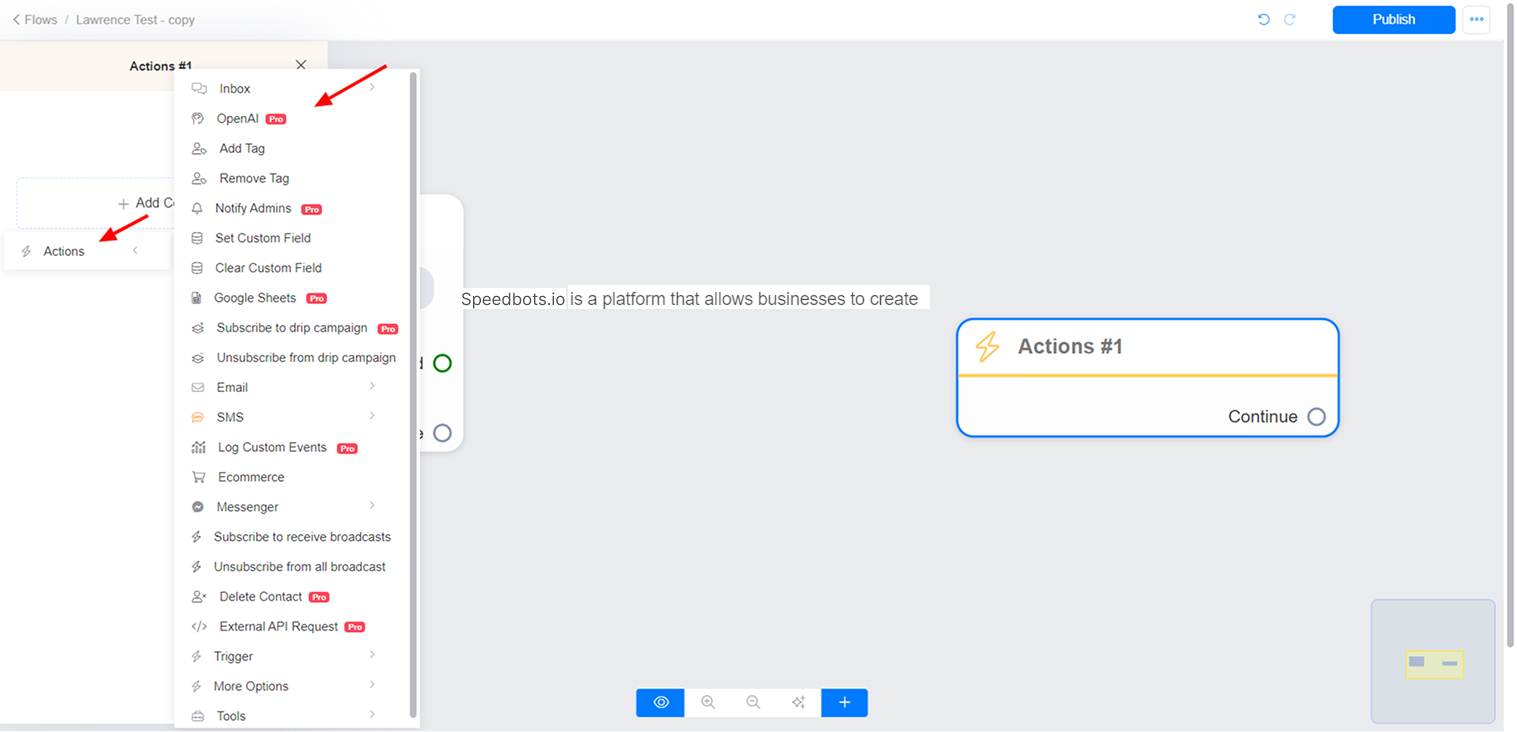 Flows / Lawrence Test - copy
Publish
Actions #1
Inbox
OpenAI Pro
Add Tag
Remove Tag
Notify Admins Pro
+ Add Co
Set Custom Field
Actions
Clear Custom Field
Google Sheets Pro
Speedbots.io is a platform that allows businesses to create
Subscribe to drip campaign Pro
Actions #1
Unsubscribe from drip campaign
d
Email
SMS
Continue
e
Log Custom Events Pro
Ecommerce
Messenger
Subscribe to receive broadcasts
Unsubscribe from all broadcast
Delete Contact Pro
</> External API Request Pro
Trigger
More Options
Tools